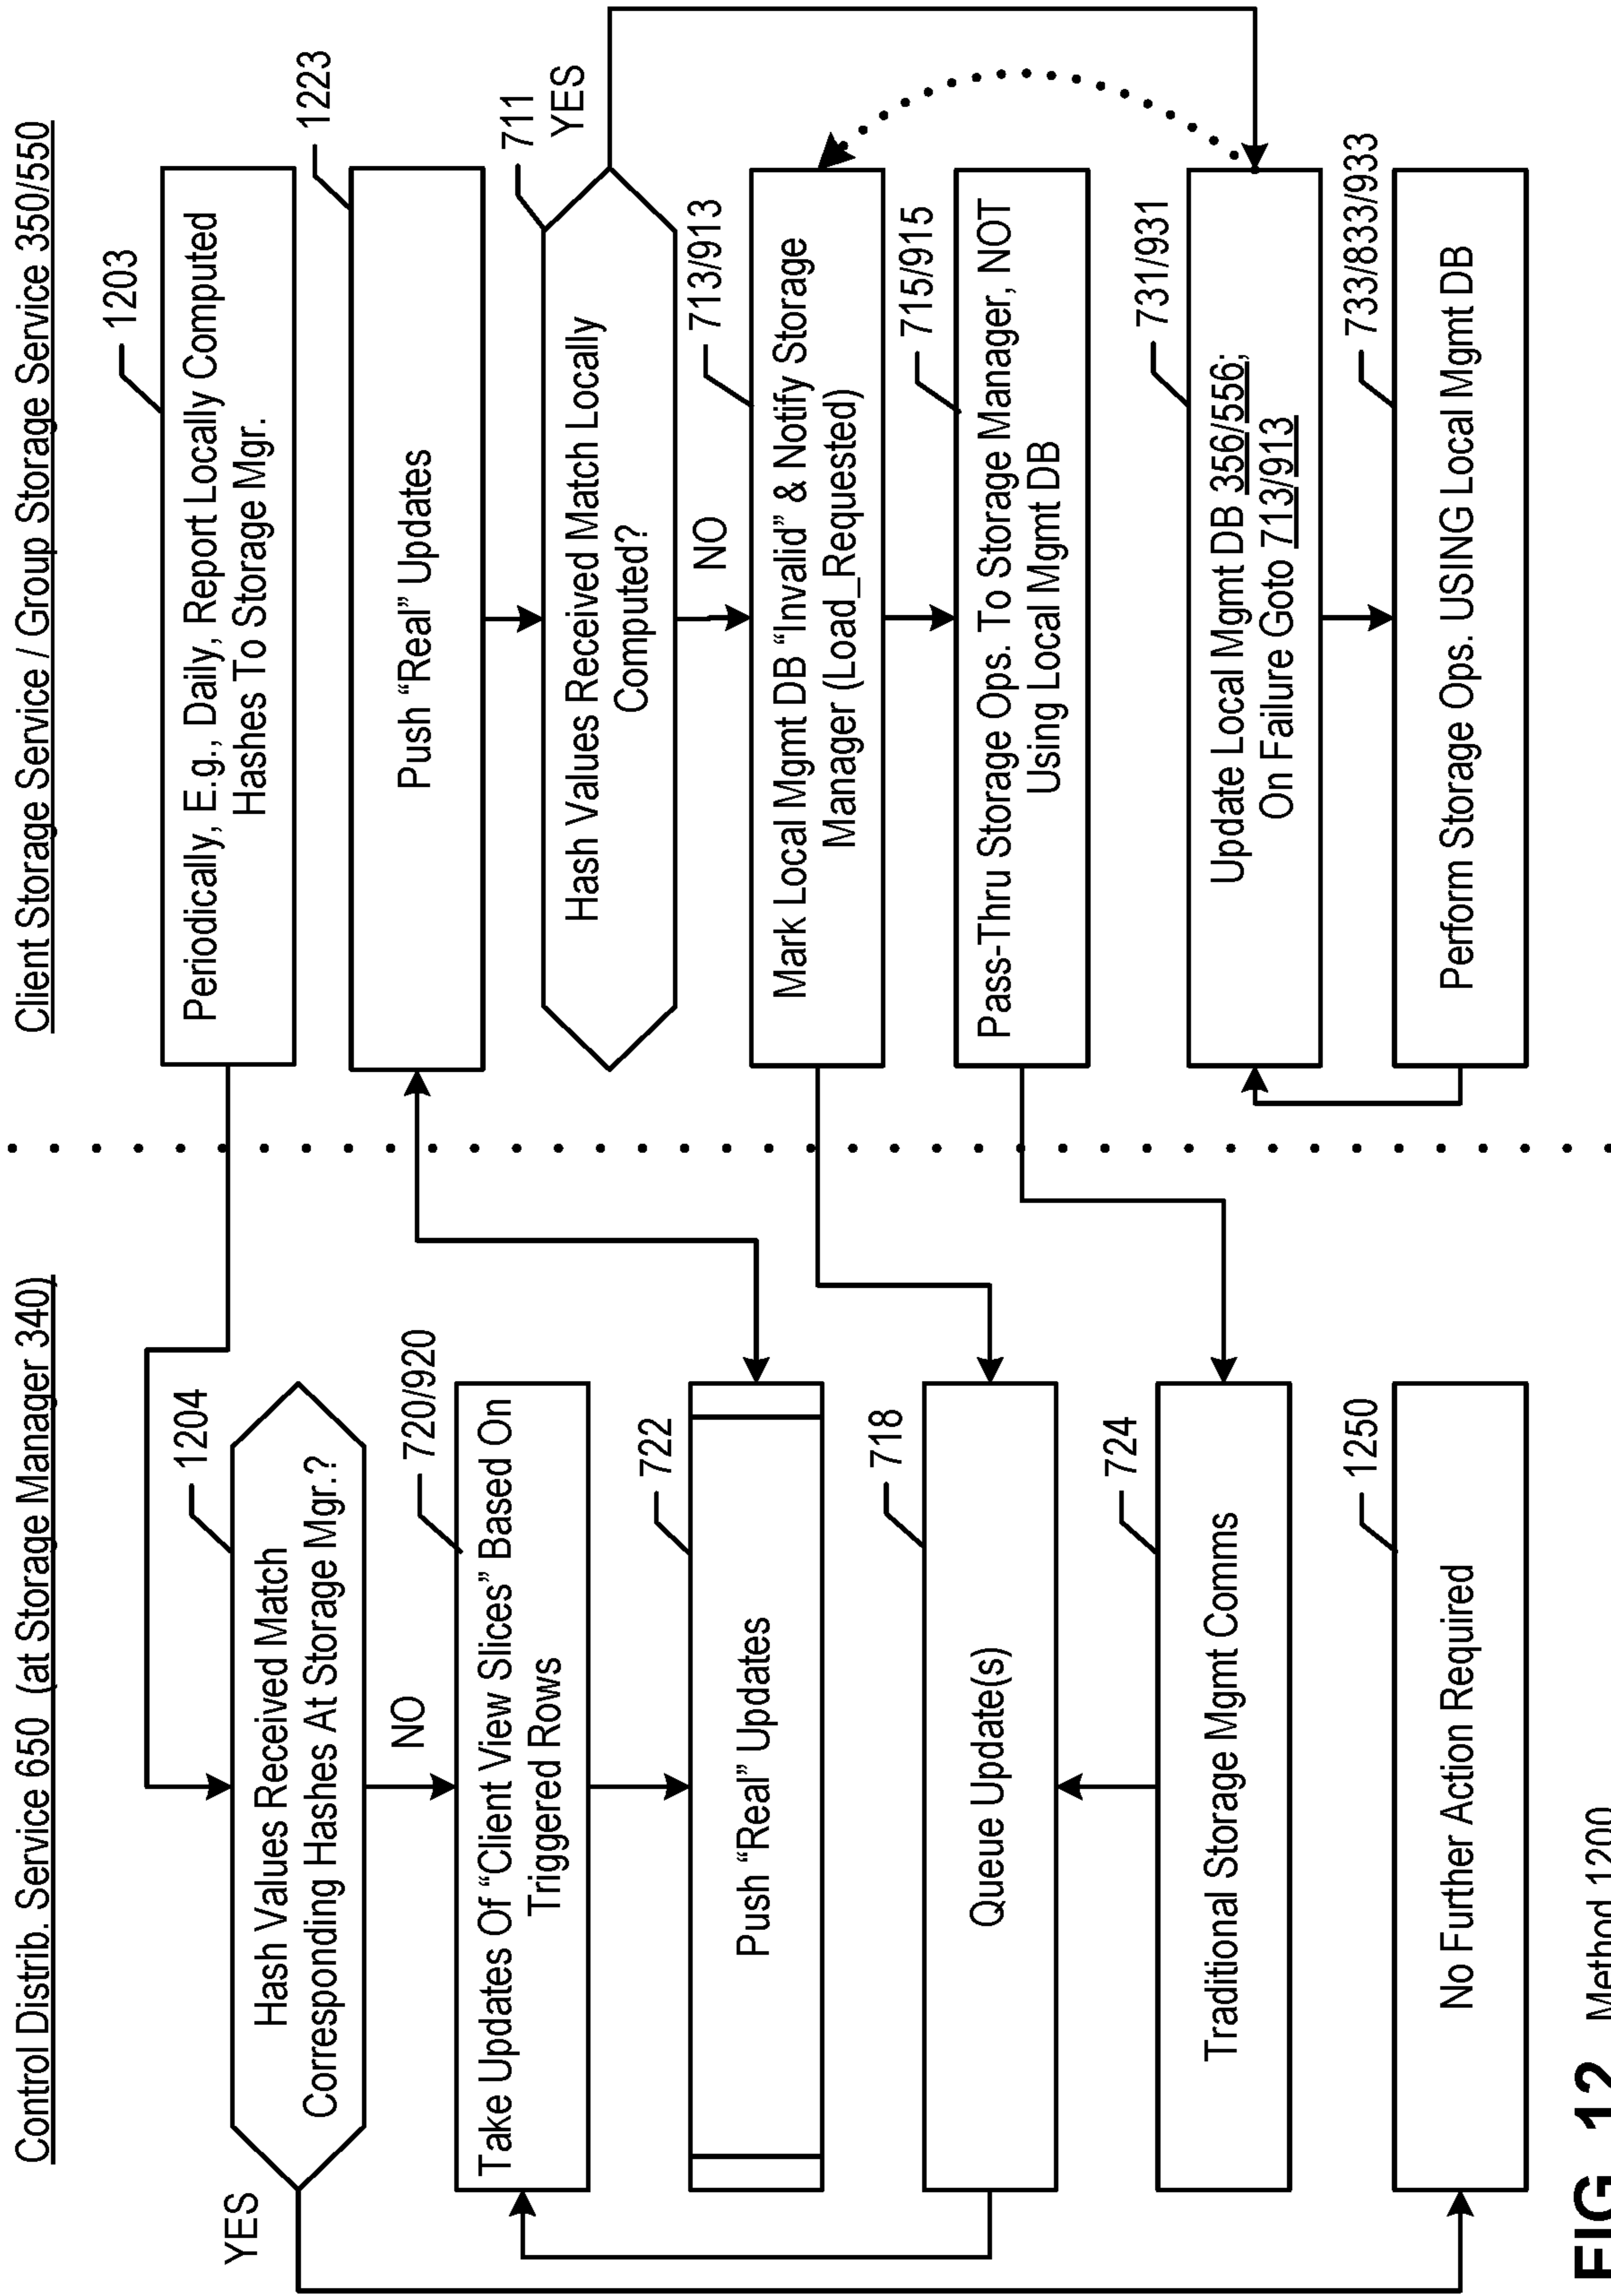 Control Distrib. Service 650 (at Storage Manager 340)
1204
Hash Values Received Match
Corresponding Hashes At Storage Mgr.?
YES
NO
720/920
Take Updates Of “Client View Slices” Based On
Triggered Rows
722
Push “Real” Updates
718
Queue Update(s)
724
Traditional Storage Mgmt Comms
1250
No Further Action Required
Client Storage Service / Group Storage Service 350/550
1203
Periodically, E.g., Daily, Report Locally Computed
Hashes To Storage Mgr.
1223
Push “Real” Updates
711
YES
Hash Values Received Match Locally
Computed?
NO
713/913
Mark Local Mgmt DB “Invalid” & Notify Storage
Manager (Load_Requested)
715/915
Pass-Thru Storage Ops. To Storage Manager, NOT
Using Local Mgmt DB
731/931
Update Local Mgmt DB 356/556;
On Failure Goto 713/913
733/833/933
Perform Storage Ops. USING Local Mgmt DB
FIG. 12 Method 1200